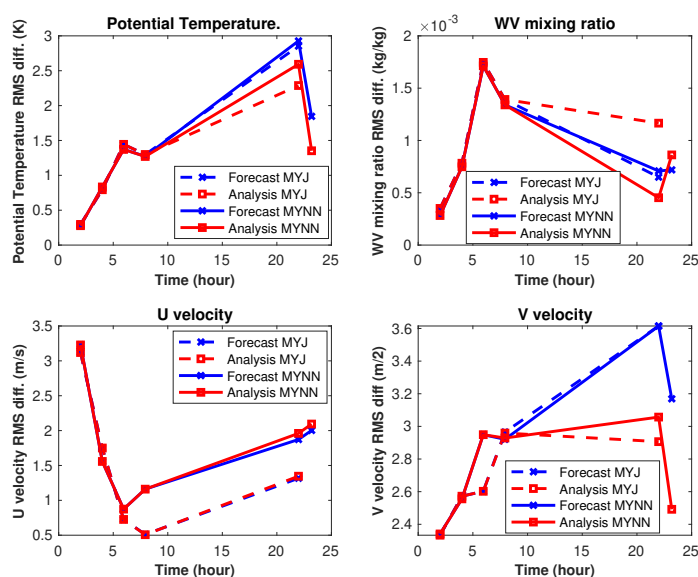 Potential Temperature.
Potential Temperature RMS diff. (K)
3
2.5
2
1.5
1
0.5
0
0 5 10 15 20 25
Time (hour)
Forecast MYJ
Analysis MYJ
Forecast MYNN
Analysis MYNN
WV mixing ratio
×10⁻³
WV mixing ratio RMS diff. (kg/kg)
2
1.5
1
0.5
0
0 5 10 15 20 25
Time (hour)
Forecast MYJ
Analysis MYJ
Forecast MYNN
Analysis MYNN
U velocity
U velocity RMS diff. (m/s)
3.5
3
2.5
2
1.5
1
0.5
0 5 10 15 20 25
Time (hour)
Forecast MYJ
Analysis MYJ
Forecast MYNN
Analysis MYNN
V velocity
V velocity RMS diff (m/2)
3.6
3.4
3.2
3
2.8
2.6
2.4
0 5 10 15 20 25
Time (hour)
Forecast MYJ
Analysis MYJ
Forecast MYNN
Analysis MYNN